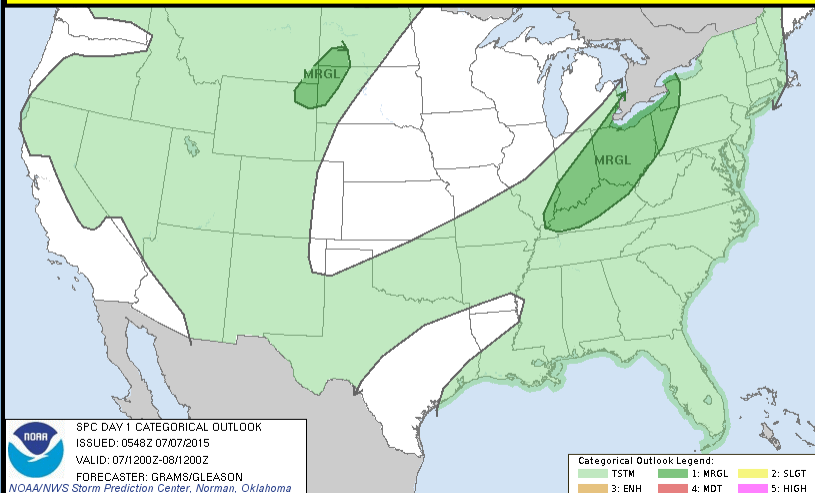 MRGL
MRGL
NOAA
SPC DAY 1 CATEGORICAL OUTLOOK
ISSUED: 0548Z 07/07/2015
VALID: 07/1200Z-08/1200Z
FORECASTER: GRAMS/GLEASON
NOAA/NWS Storm Prediction Center, Norman, Oklahoma
Categorical Outlook Legend:
TSTM 1: MRGL 2: SLGT
3: ENH 4: MDT 5: HIGH